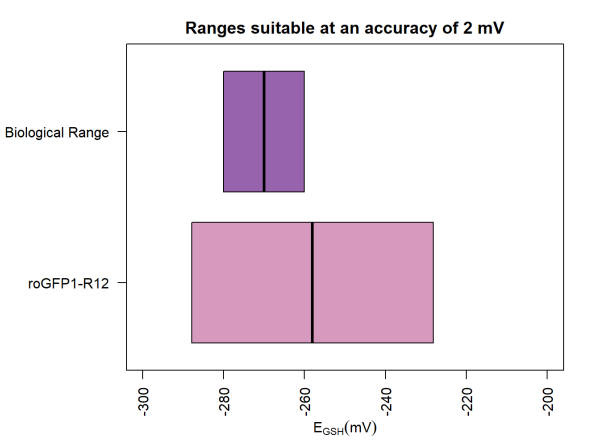 Ranges suitable at an accuracy of 2 mV
Biological Range
roGFP1-R12
-300
-280
-260
-240
-220
-200
E_GSH(mV)